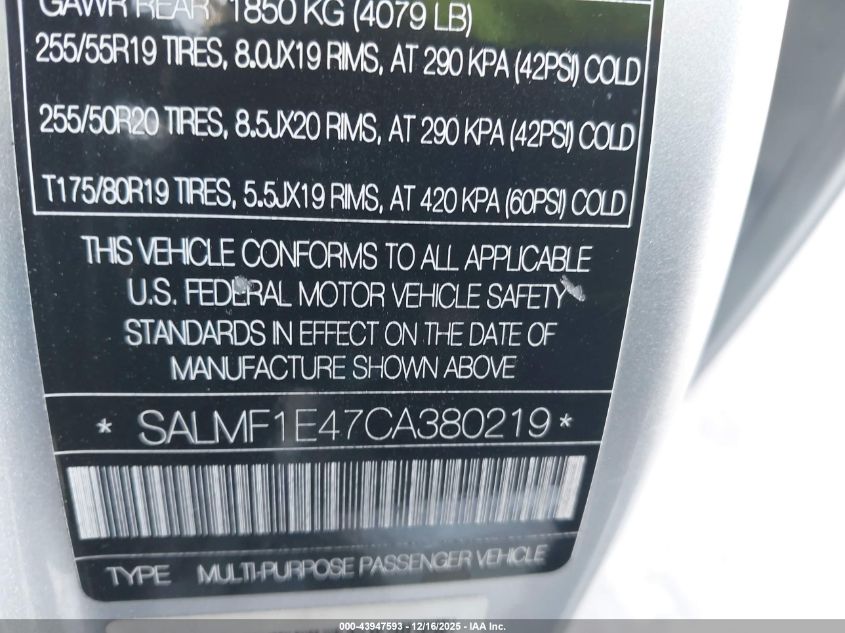 GAWR REAR 1850 KG (4079 LB)
255/55R19 TIRES, 8.0JX19 RIMS, AT 290 KPA (42PSI) COLD
255/50R20 TIRES, 8.5JX20 RIMS, AT 290 KPA (42PSI) COLD
T175/80R19 TIRES, 5.5JX19 RIMS, AT 420 KPA (60PSI) COLD
THIS VEHICLE CONFORMS TO ALL APPLICABLE
U.S. FEDERAL MOTOR VEHICLE SAFETY
STANDARDS IN EFFECT ON THE DATE OF
MANUFACTURE SHOWN ABOVE
* SALMF1E47CA380219 *
TYPE MULTI-PURPOSE PASSENGER VEHICLE
000-43947593 - 12/16/2025 - IAA Inc.